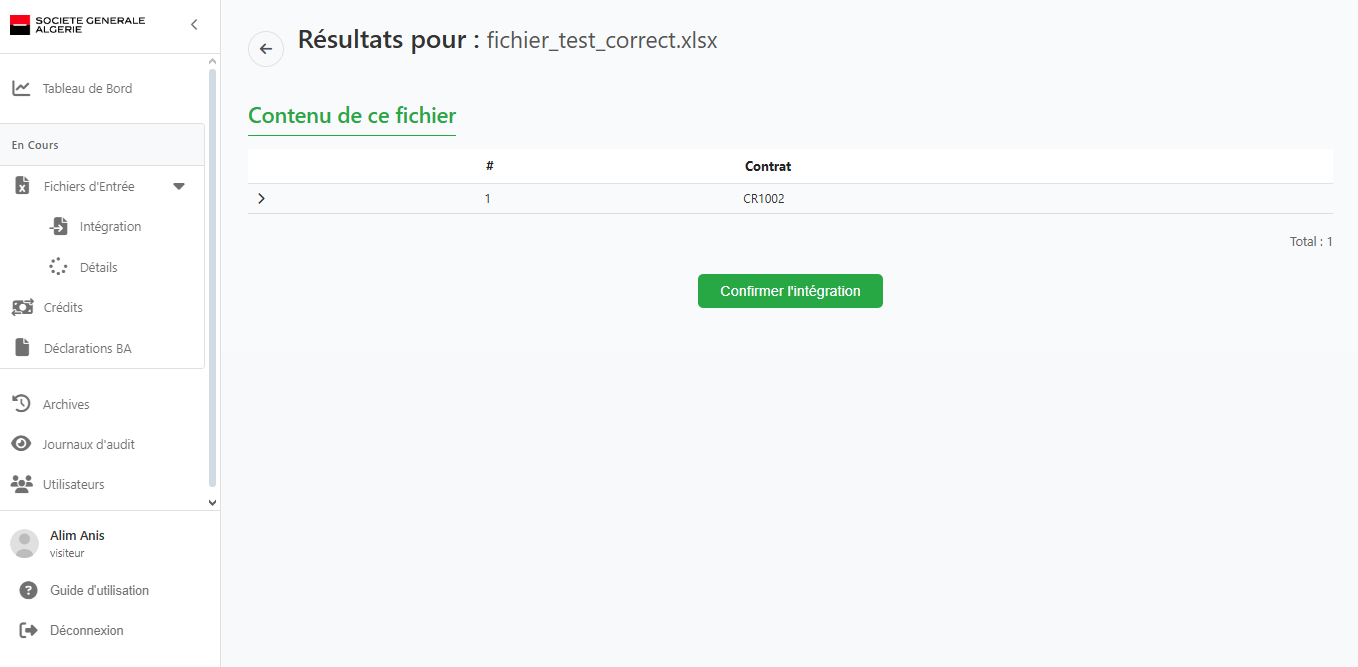 SOCIETE GENERALE
ALGERIE
Tableau de Bord
En Cours
Fichiers d'Entrée
Intégration
Détails
Crédits
Déclarations BA
Archives
Journaux d'audit
Utilisateurs
Alim Anis
visiteur
Guide d'utilisation
Déconnexion
Résultats pour : fichier_test_correct.xlsx
Contenu de ce fichier
# Contrat
1 CR1002
Total : 1
Confirmer l'intégration